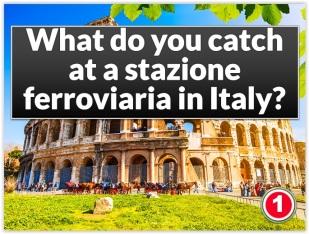 What do you catch
at a stazione
ferroviaria in Italy?
1